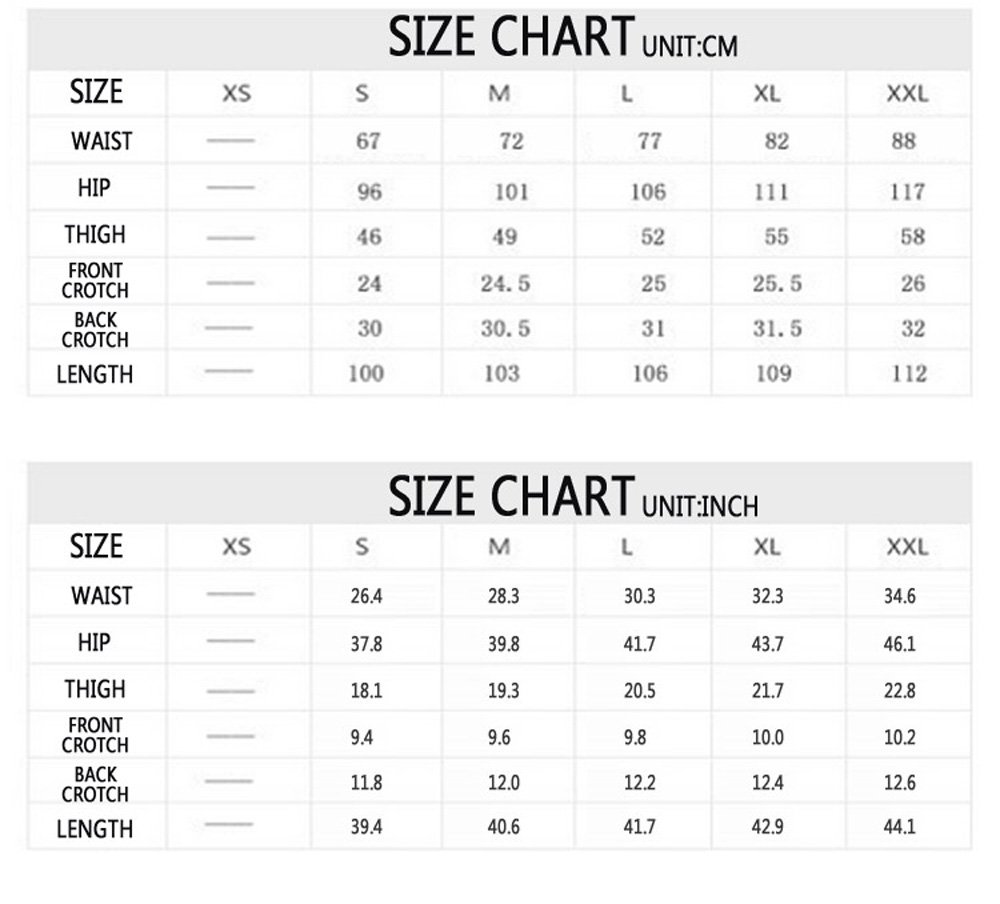 SIZE CHART UNIT:CM
SIZE XS S M L XL XXL
WAIST —— 67 72 77 82 88
HIP —— 96 101 106 111 117
THIGH —— 46 49 52 55 58
FRONT CROTCH —— 24 24.5 25 25.5 26
BACK CROTCH —— 30 30.5 31 31.5 32
LENGTH —— 100 103 106 109 112
SIZE CHART UNIT:INCH
SIZE XS S M L XL XXL
WAIST —— 26.4 28.3 30.3 32.3 34.6
HIP —— 37.8 39.8 41.7 43.7 46.1
THIGH —— 18.1 19.3 20.5 21.7 22.8
FRONT CROTCH —— 9.4 9.6 9.8 10.0 10.2
BACK CROTCH —— 11.8 12.0 12.2 12.4 12.6
LENGTH —— 39.4 40.6 41.7 42.9 44.1